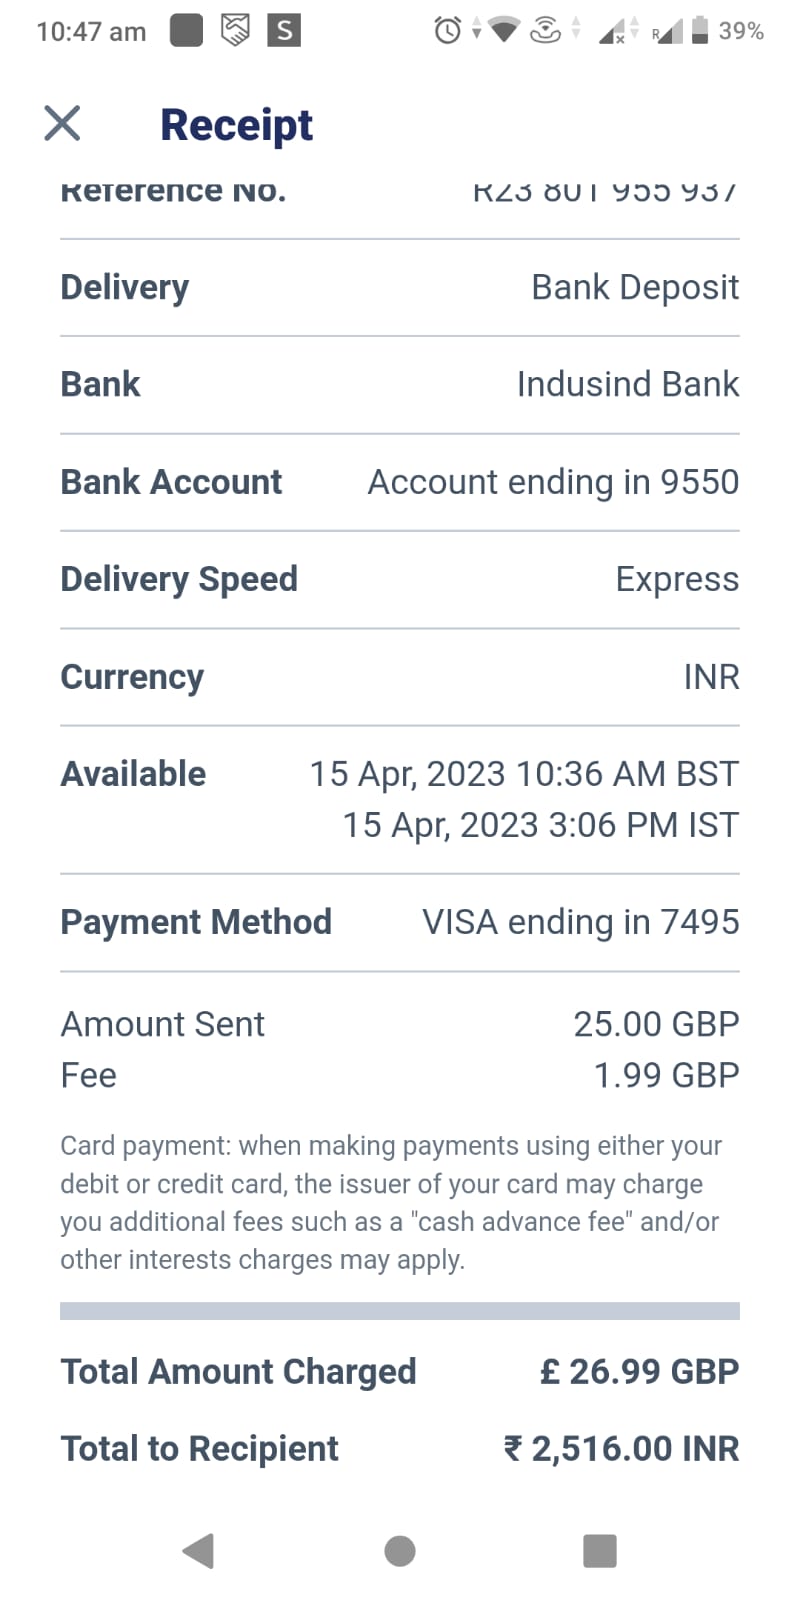 10:47 am S R 39%
Receipt
Reference No. R23 801 955 937
Delivery Bank Deposit
Bank Indusind Bank
Bank Account Account ending in 9550
Delivery Speed Express
Currency INR
Available 15 Apr, 2023 10:36 AM BST
15 Apr, 2023 3:06 PM IST
Payment Method VISA ending in 7495
Amount Sent 25.00 GBP
Fee 1.99 GBP
Card payment: when making payments using either your
debit or credit card, the issuer of your card may charge
you additional fees such as a "cash advance fee" and/or
other interests charges may apply.
Total Amount Charged £ 26.99 GBP
Total to Recipient ₹ 2,516.00 INR